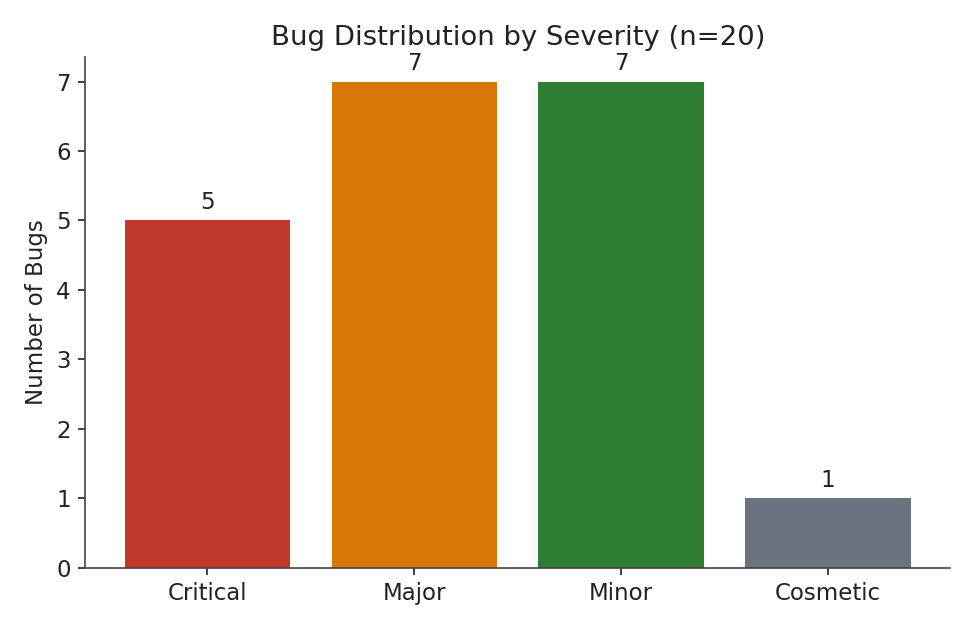 Bug Distribution by Severity (n=20)
Number of Bugs
7
6
5
4
3
2
1
0
5
7
7
1
Critical
Major
Minor
Cosmetic